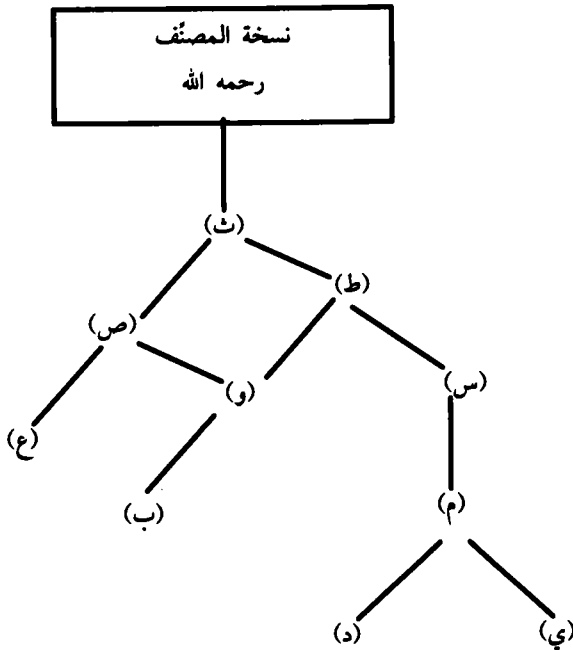 نسخة المصنِّف
رحمه الله
(ث)
(ط)
(ص)
(س)
(و)
(ع)
(م)
(ب)
(د)
(ي)